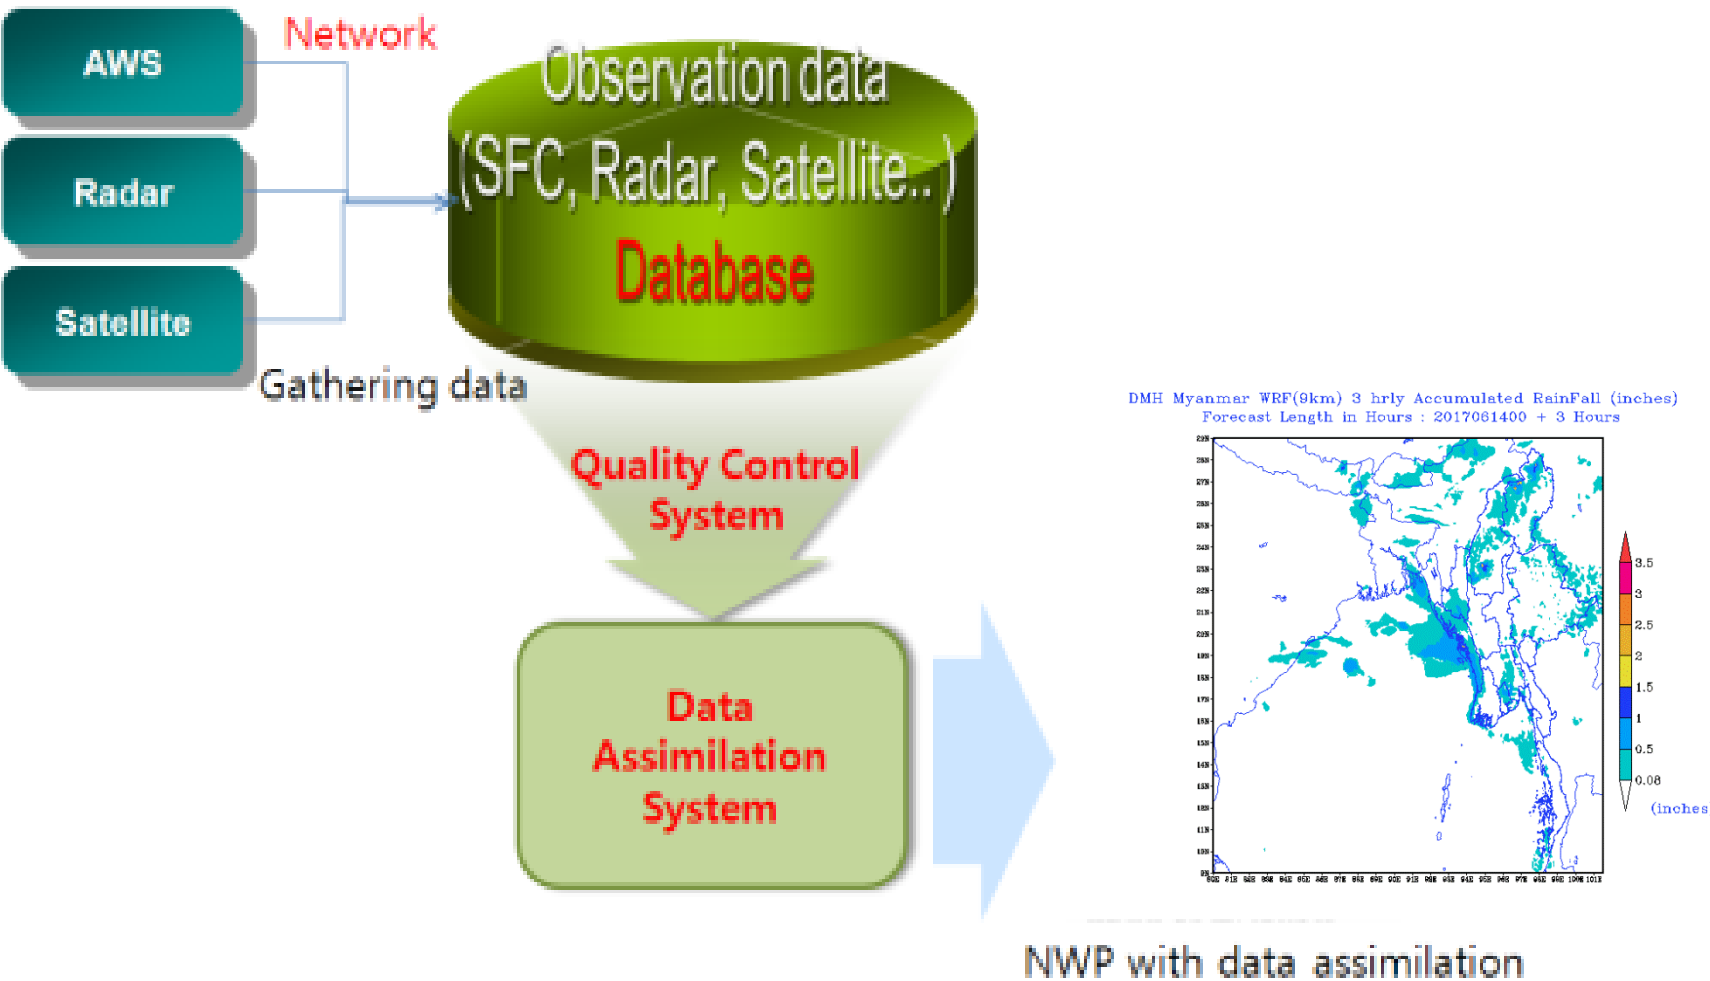 AWS
Network
Radar
Satellite
Gathering data
Observation data
(SFC, Radar, Satellite.. )
Database
Quality Control
System
Data
Assimilation
System
DMH Myanmar WRF(9km) 3 hrly Accumulated RainFall (inches)
Forecast Length in Hours : 2017061400 + 3 Hours
3.5
3
2.5
2
1.5
1
0.5
0.08
(inches
NWP with data assimilation